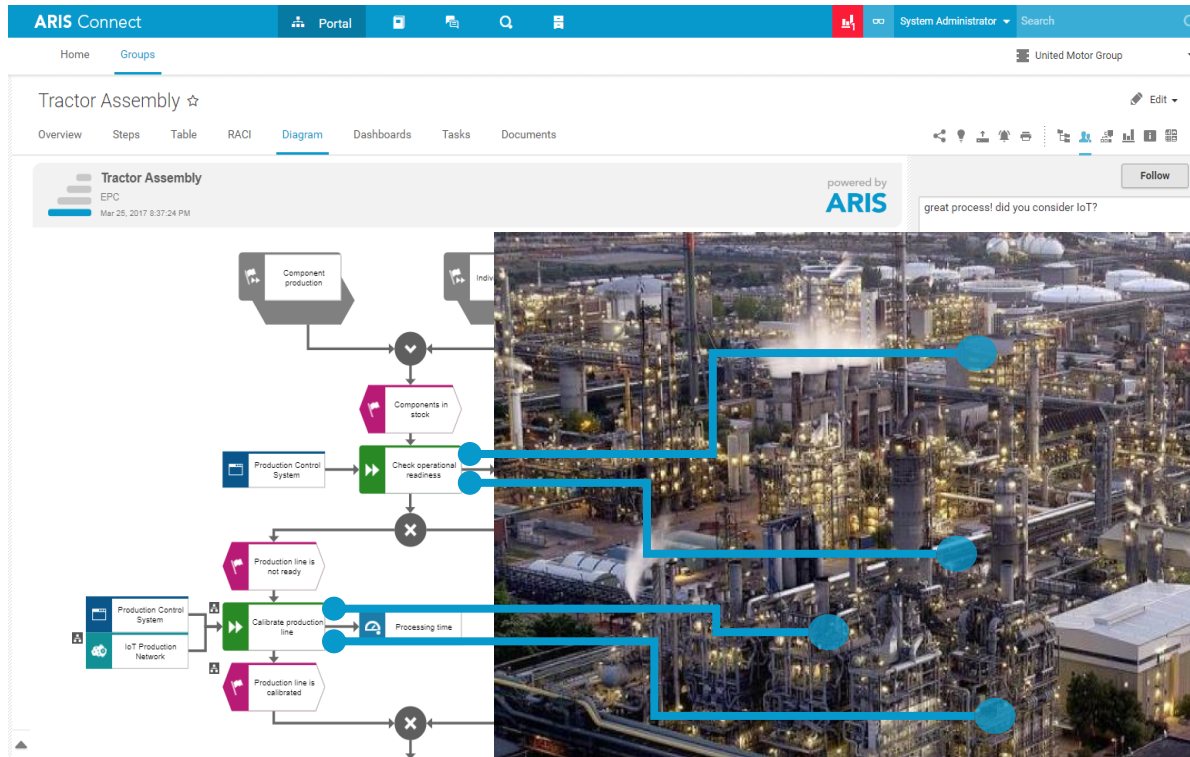 ARIS Connect
Portal
System Administrator
Search
Home
Groups
United Motor Group
Tractor Assembly
Edit
Overview
Steps
Table
RACI
Diagram
Dashboards
Tasks
Documents
Tractor Assembly
EPC
Mar 25, 2017 8:37:24 PM
powered by
ARIS
Follow
great process! did you consider IoT?
Component
production
Components in
stock
Production Control
System
Check operational
readiness
Production line is
not ready
Production Control
System
IoT Production
Network
Calibrate production
line
Processing time
Production line is
calibrated